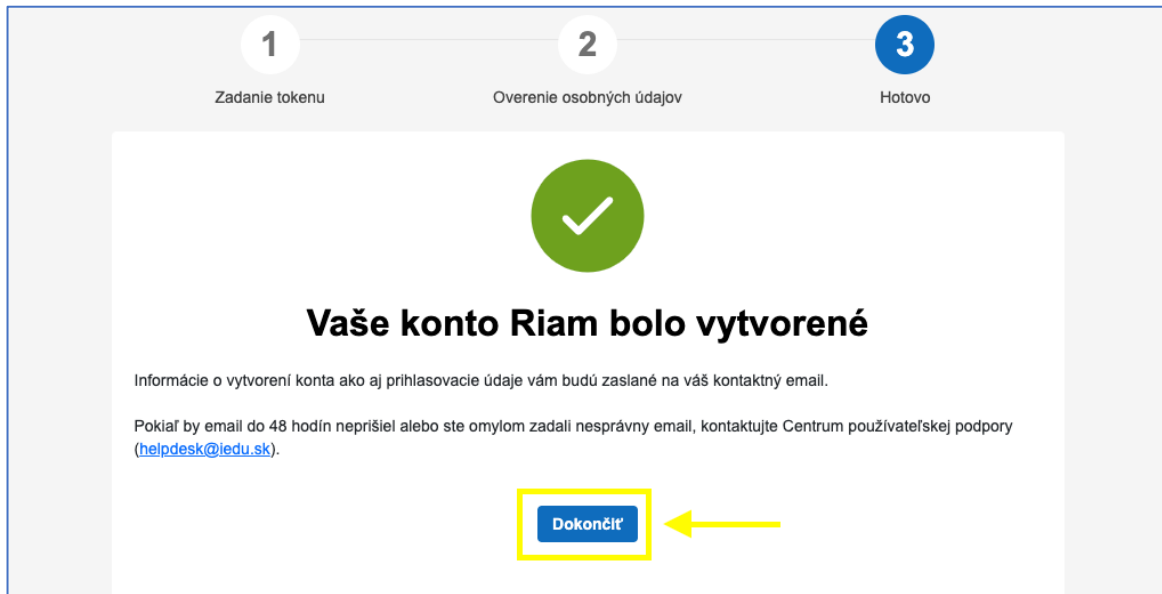 1
2
3
Zadanie tokenu
Overenie osobných údajov
Hotovo
Vaše konto Riam bolo vytvorené
Informácie o vytvorení konta ako aj prihlasovacie údaje vám budú zaslané na váš kontaktný email.
Pokiaľ by email do 48 hodín neprišiel alebo ste omylom zadali nesprávny email, kontaktujte Centrum používateľskej podpory
(helpdesk@iedu.sk).
Dokončiť